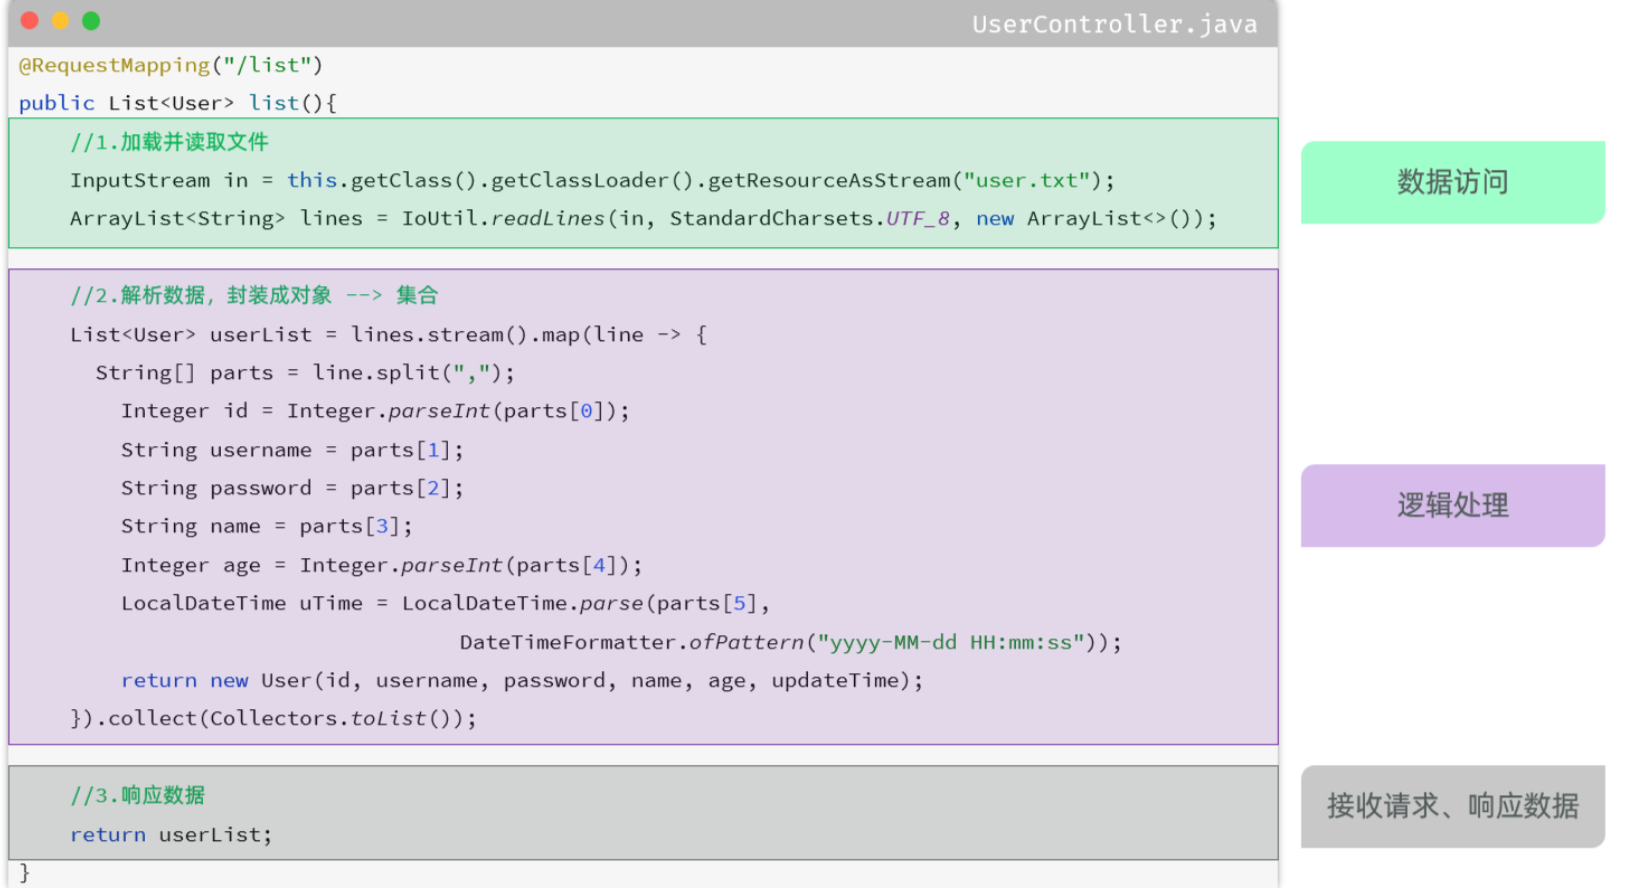 UserController.java
@RequestMapping("/list")
public List<User> list(){
//1.加载并读取文件
InputStream in = this.getClass().getClassLoader().getResourceAsStream("user.txt");
ArrayList<String> lines = IoUtil.readLines(in, StandardCharsets.UTF_8, new ArrayList<>());
数据访问
//2.解析数据，封装成对象 --> 集合
List<User> userList = lines.stream().map(line -> {
String[] parts = line.split(",");
Integer id = Integer.parseInt(parts[0]);
String username = parts[1];
String password = parts[2];
String name = parts[3];
Integer age = Integer.parseInt(parts[4]);
LocalDateTime uTime = LocalDateTime.parse(parts[5],
DateTimeFormatter.ofPattern("yyyy-MM-dd HH:mm:ss"));
return new User(id, username, password, name, age, updateTime);
}).collect(Collectors.toList());
逻辑处理
//3.响应数据
return userList;
}
接收请求、响应数据